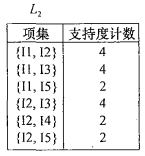 L₂
项集 支持度计数
{I1, I2} 4
{I1, I3} 4
{I1, I5} 2
{I2, I3} 4
{I2, I4} 2
{I2, I5} 2